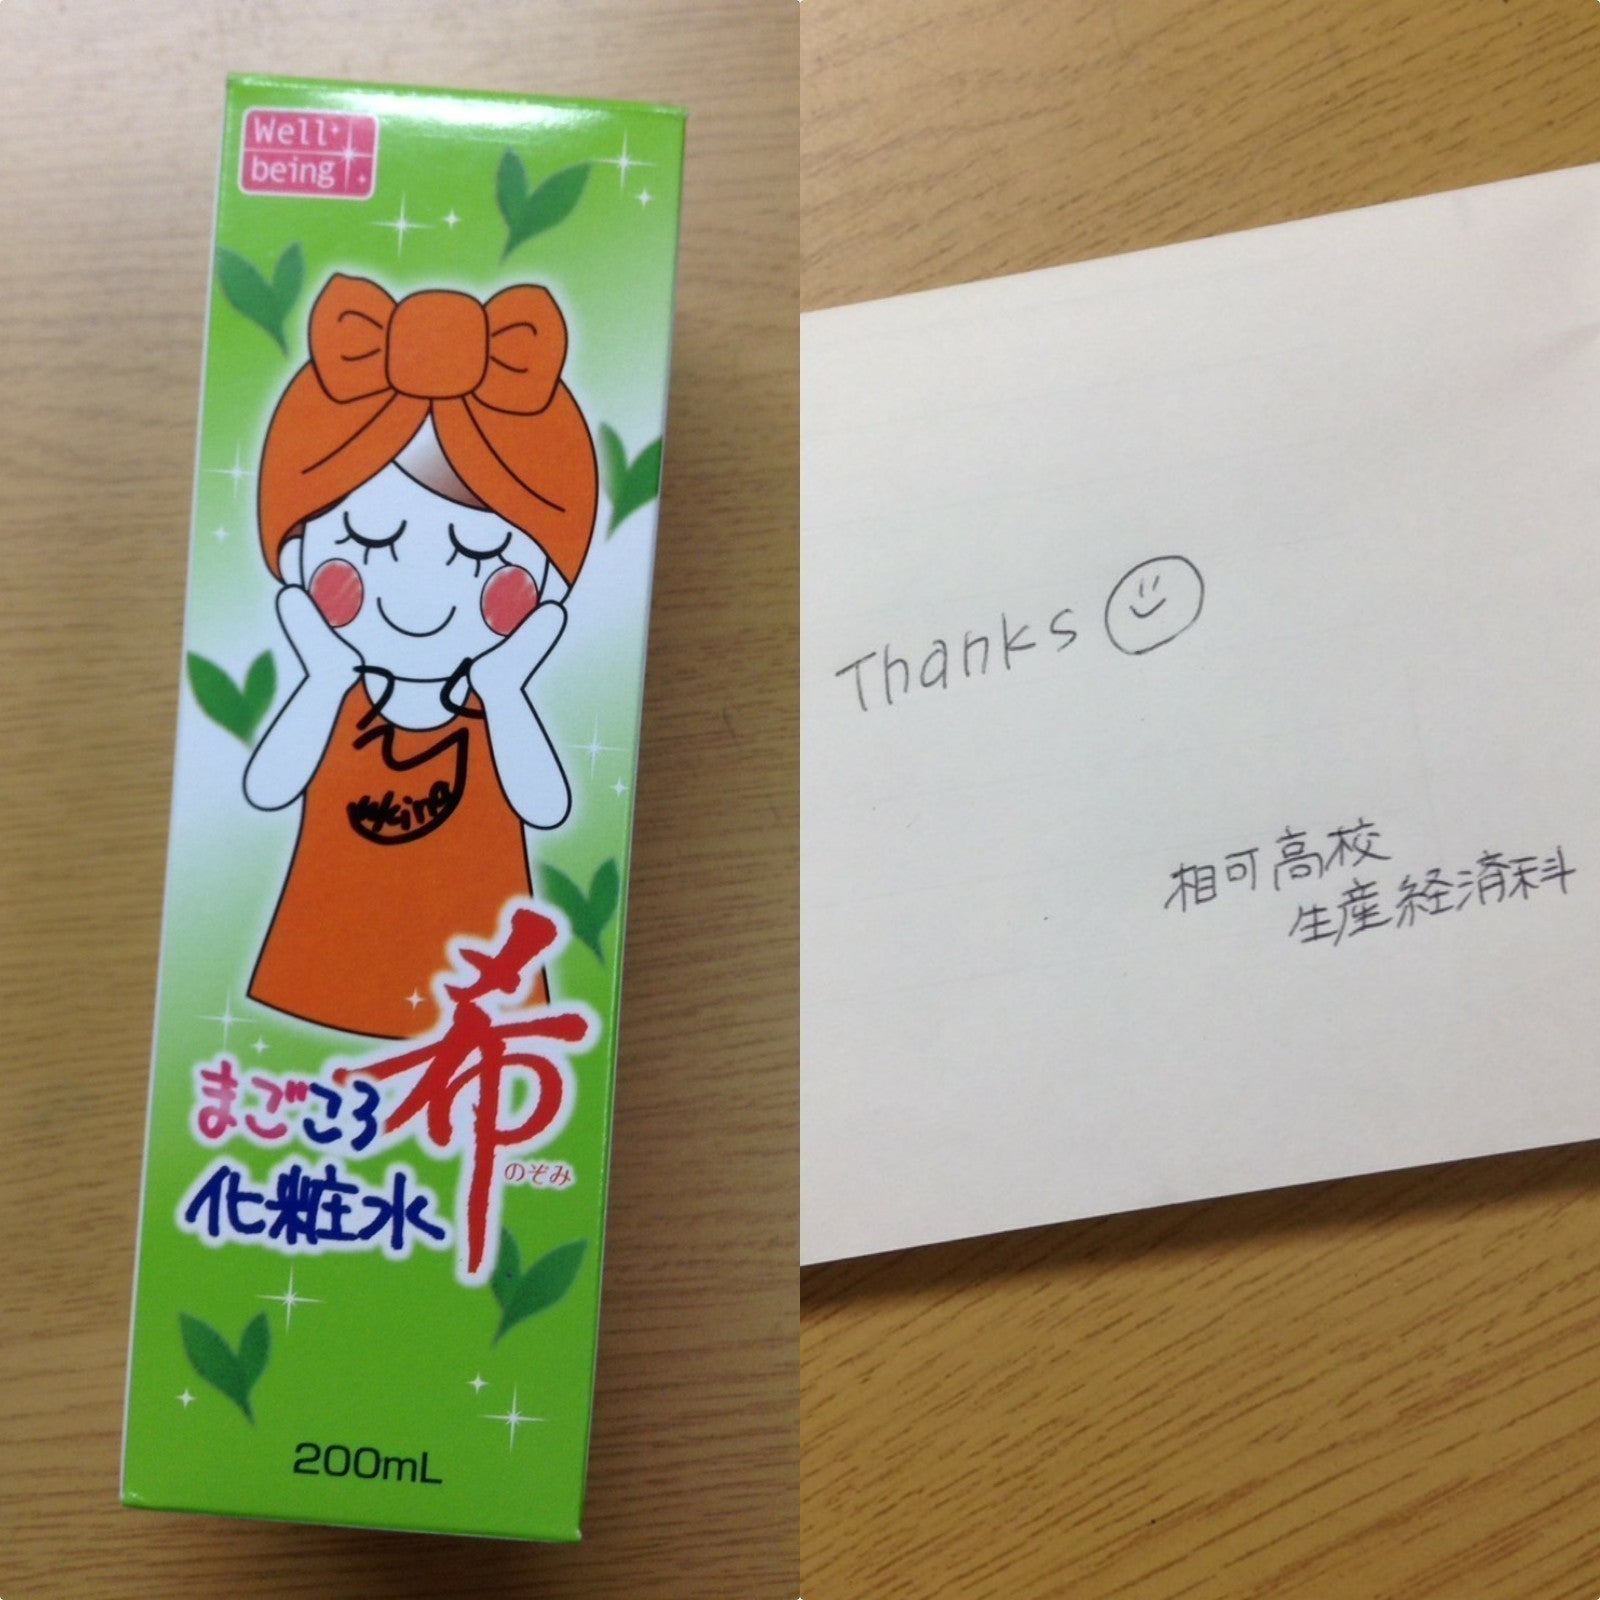 Well
being
まごころ
化粧水
希
のぞみ
200mL
Thanks
相可高校
生産経済科